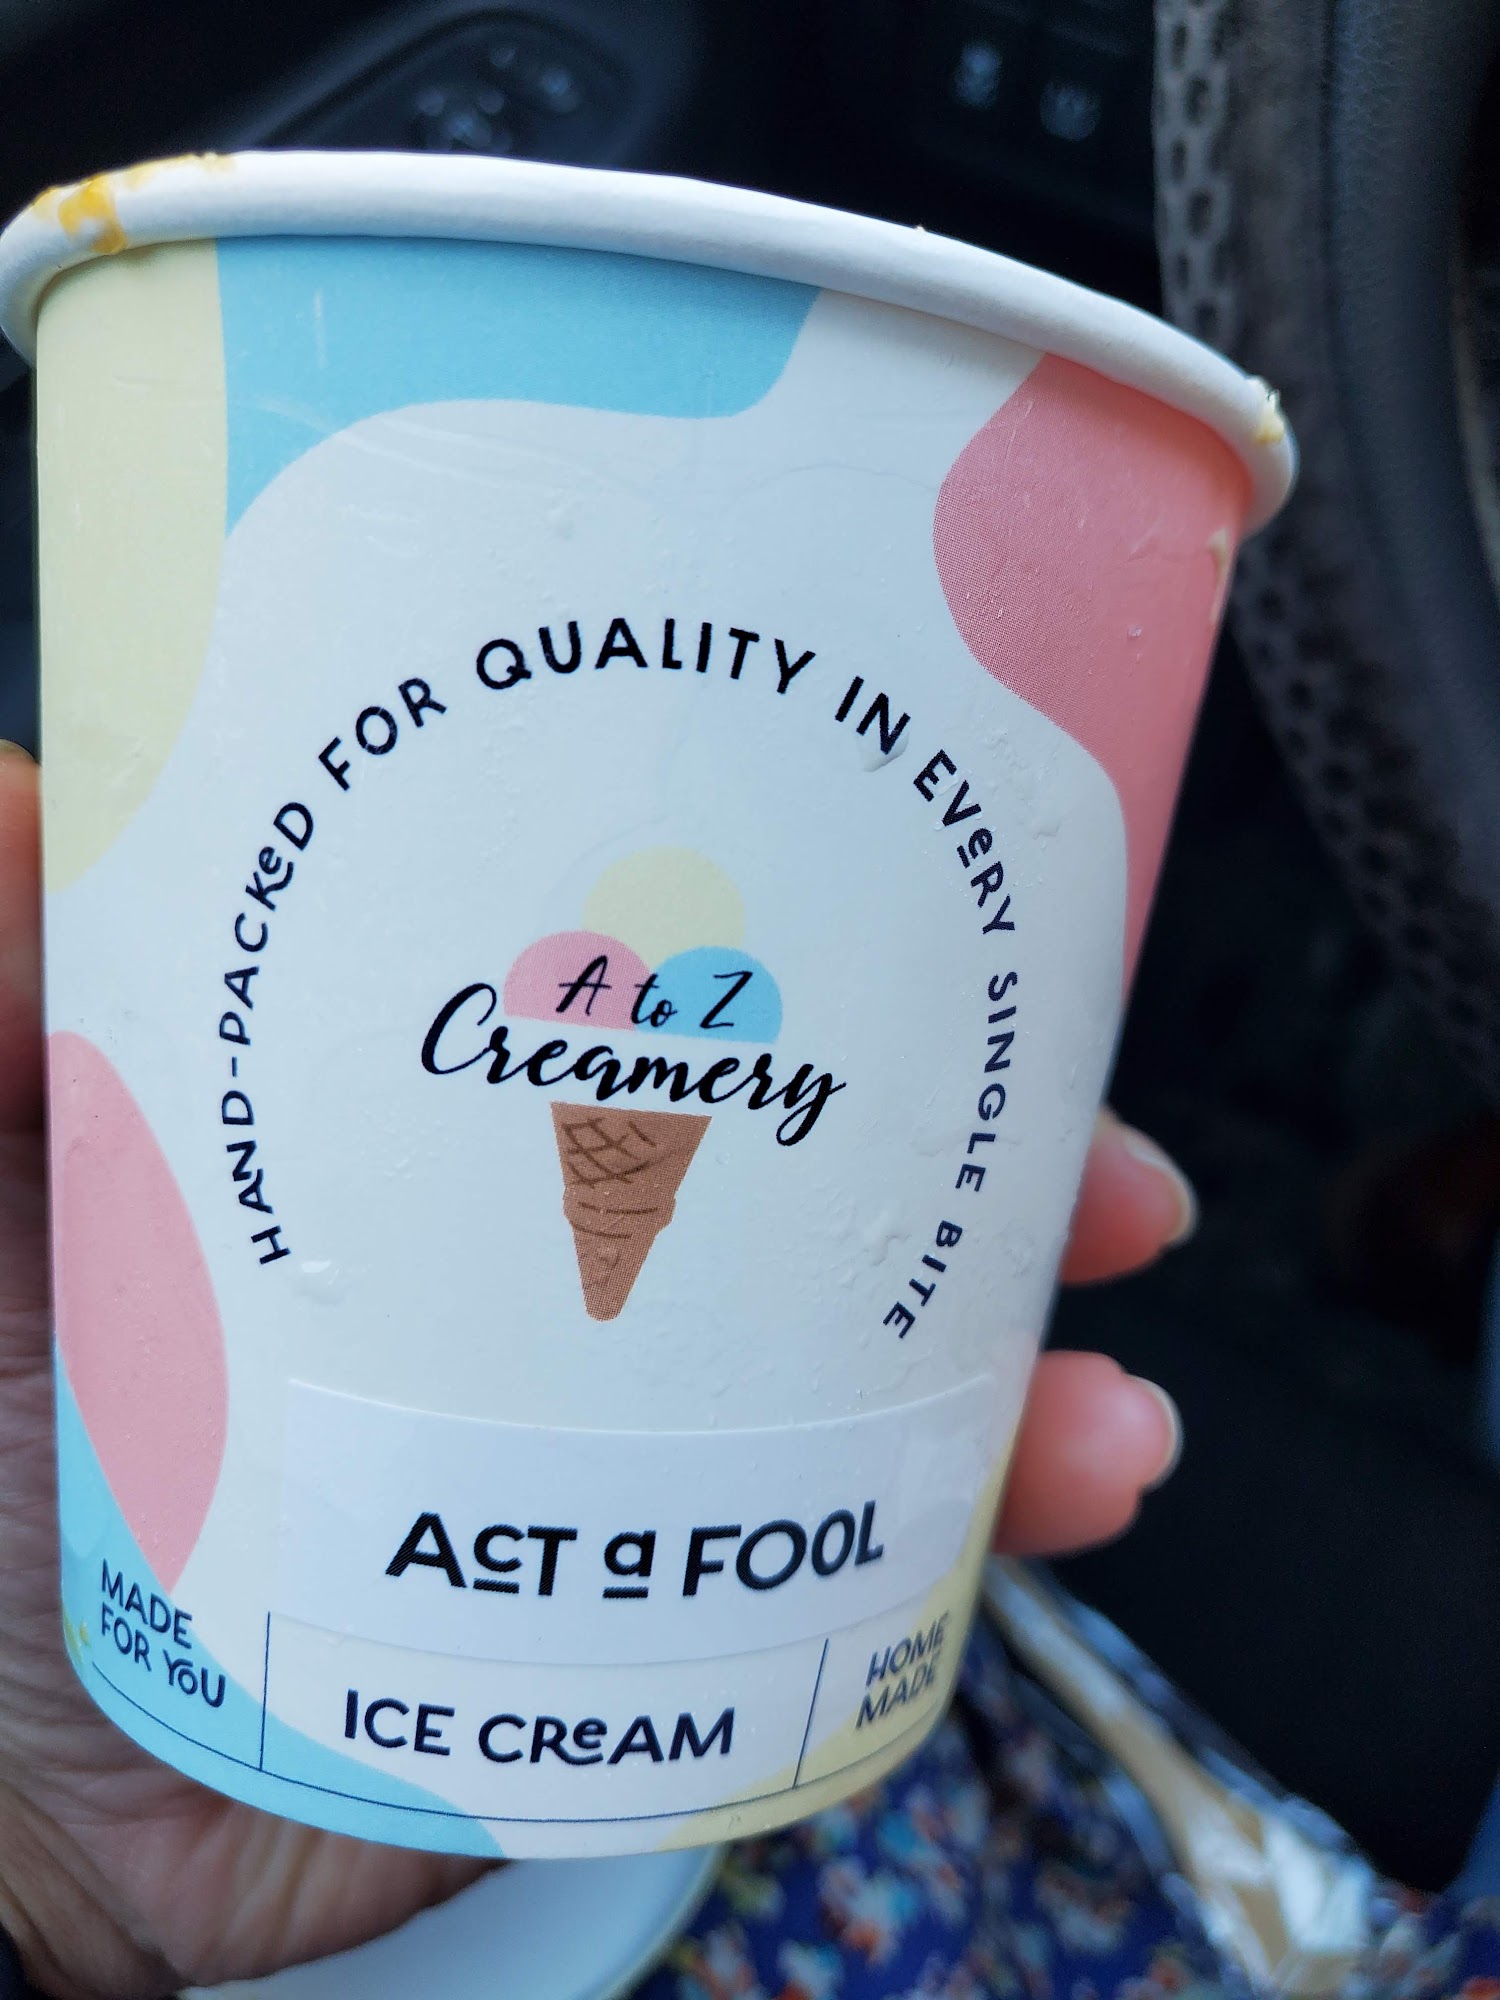 HAND-PACKeD FOR QUALITY IN EVeRY SINGLE BITE
A to Z
Creamery
ACT a FOOL
MADE
FOR YoU
ICE CReAM
HOME
MADE